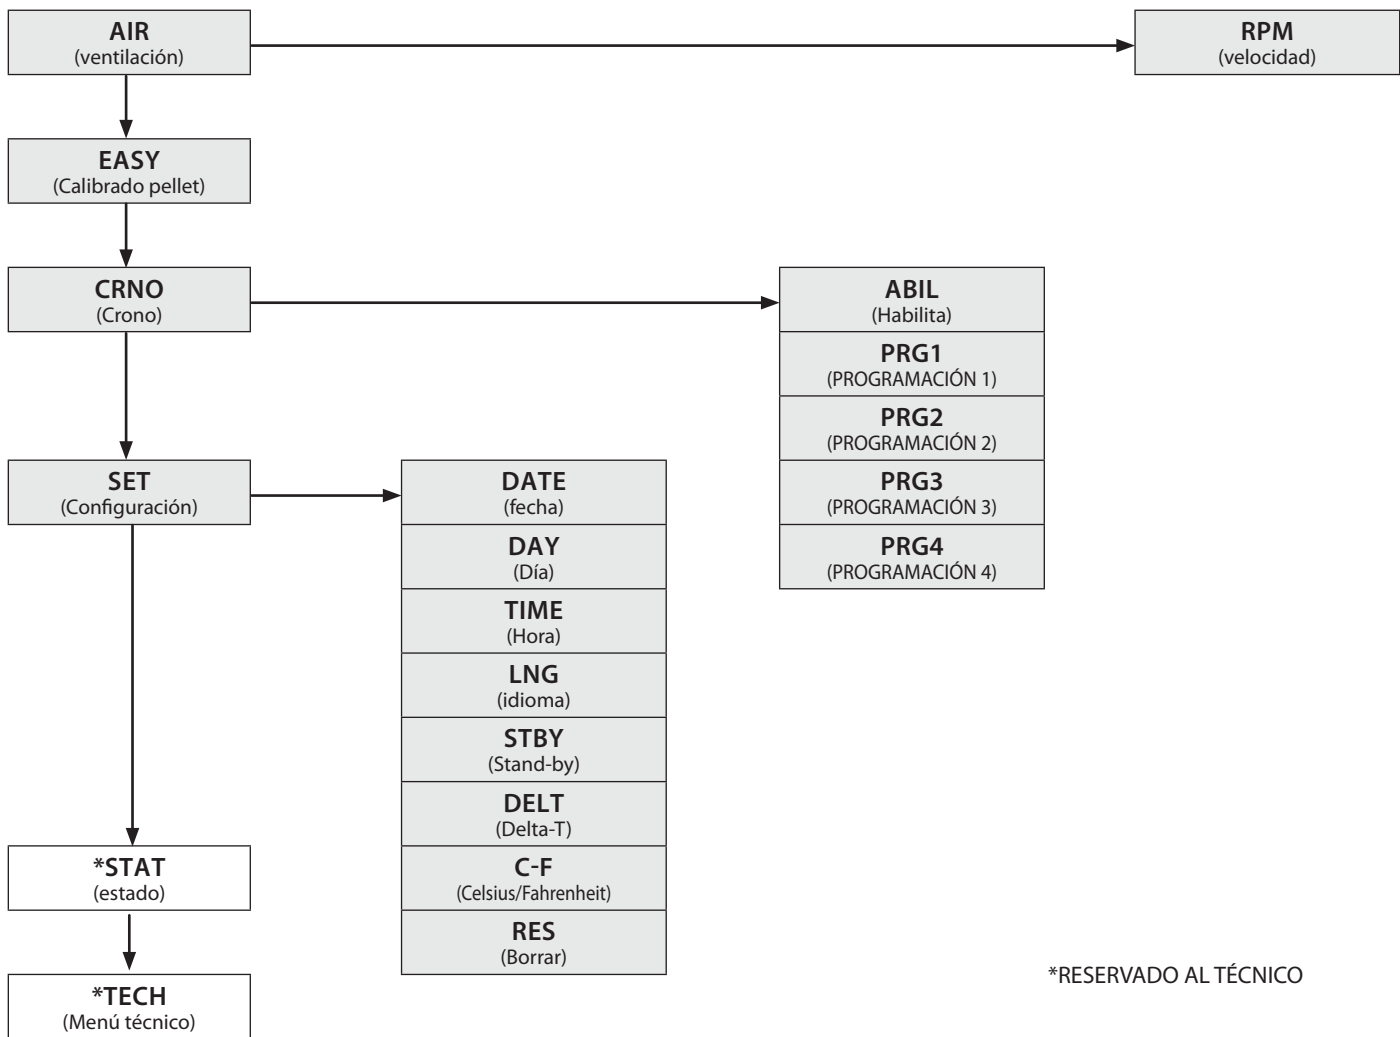 AIR
(ventilación)
RPM
(velocidad)
EASY
(Calibrado pellet)
CRNO
(Crono)
ABIL
(Habilita)
PRG1
(PROGRAMACIÓN 1)
PRG2
(PROGRAMACIÓN 2)
PRG3
(PROGRAMACIÓN 3)
PRG4
(PROGRAMACIÓN 4)
SET
(Configuración)
DATE
(fecha)
DAY
(Día)
TIME
(Hora)
LNG
(idioma)
STBY
(Stand-by)
DELT
(Delta-T)
C-F
(Celsius/Fahrenheit)
RES
(Borrar)
*STAT
(estado)
*TECH
(Menú técnico)
*RESERVADO AL TÉCNICO